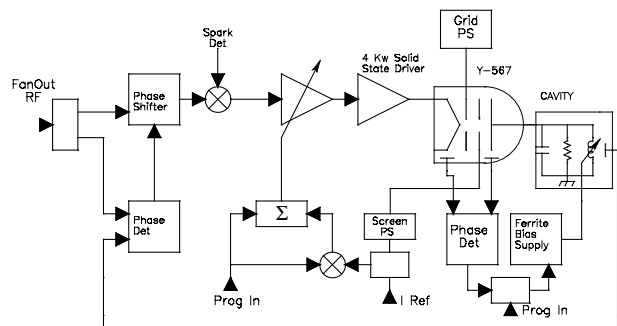 Grid
PS
Spark
Det
4 Kw Solid
State Driver
Y-567
FanOut
RF
Phase
Shifter
CAVITY
Phase
Det
Σ
Screen
PS
Phase
Det
Ferrite
Bias
Supply
Prog In
I Ref
Prog In